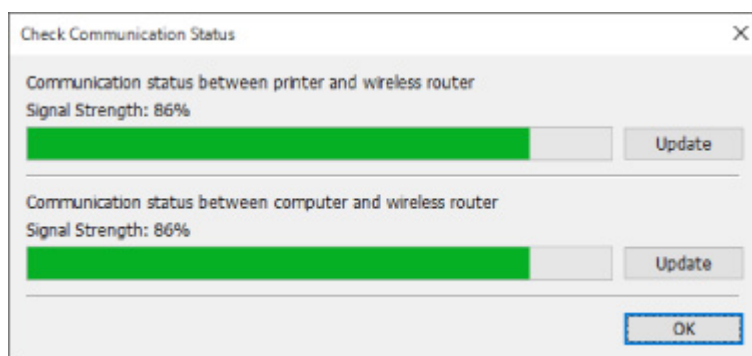 Check Communication Status
Communication status between printer and wireless router
Signal Strength: 86%
Update
Communication status between computer and wireless router
Signal Strength: 86%
Update
OK